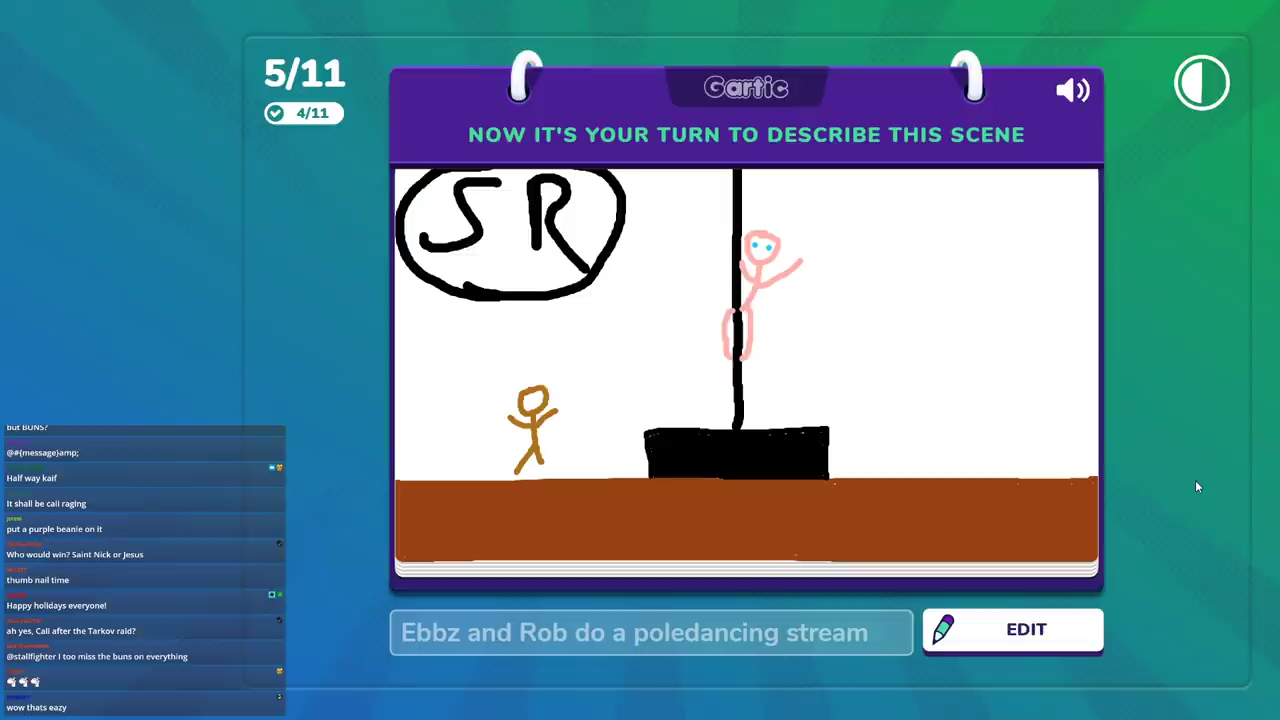 5/11
4/11
Gartic
NOW IT'S YOUR TURN TO DESCRIBE THIS SCENE
SR
but BUNS?
@#{message}amp;
Half way kaif
It shall be call raging
put a purple beanie on it
Who would win? Saint Nick or Jesus
thumb nail time
Happy holidays everyone!
ah yes, Call after the Tarkov raid?
@stallfighter I too miss the buns on everything
wow thats eazy
Ebbz and Rob do a poledancing stream
EDIT